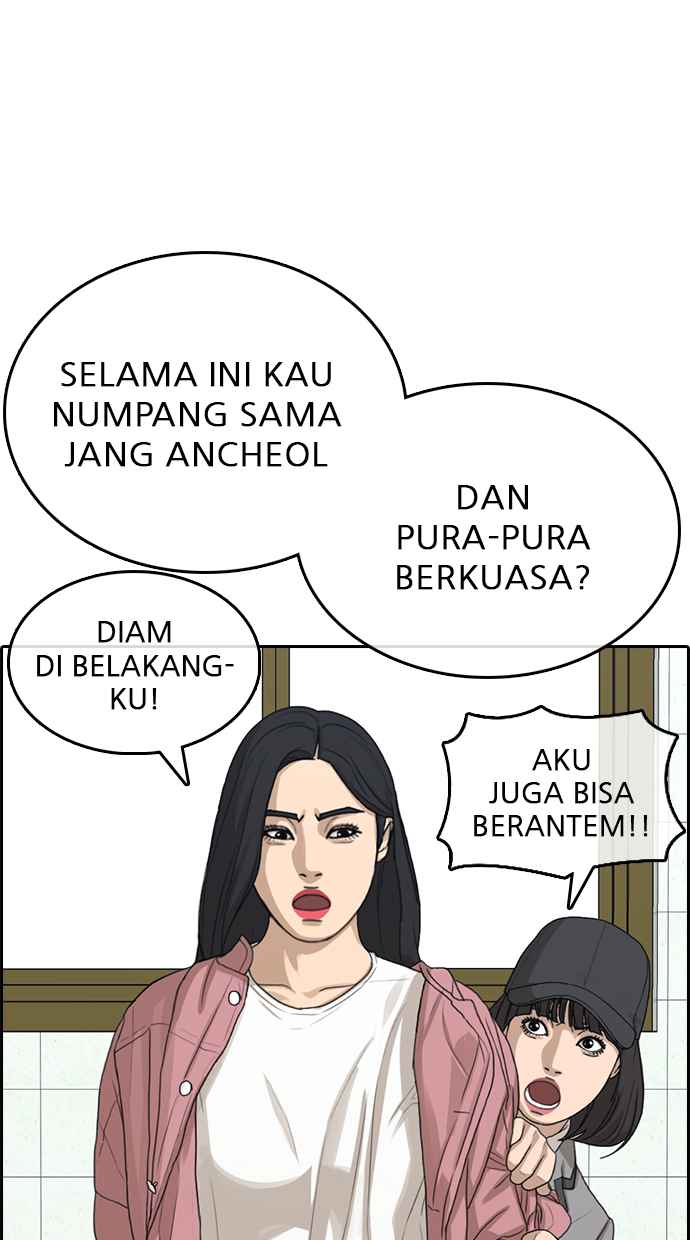 SELAMA INI KAU
NUMPANG SAMA
JANG ANCHEOL
DAN
PURA-PURA
BERKUASA?
DIAM
DI BELAKANG-
KU!
AKU
JUGA BISA
BERANTEM!!